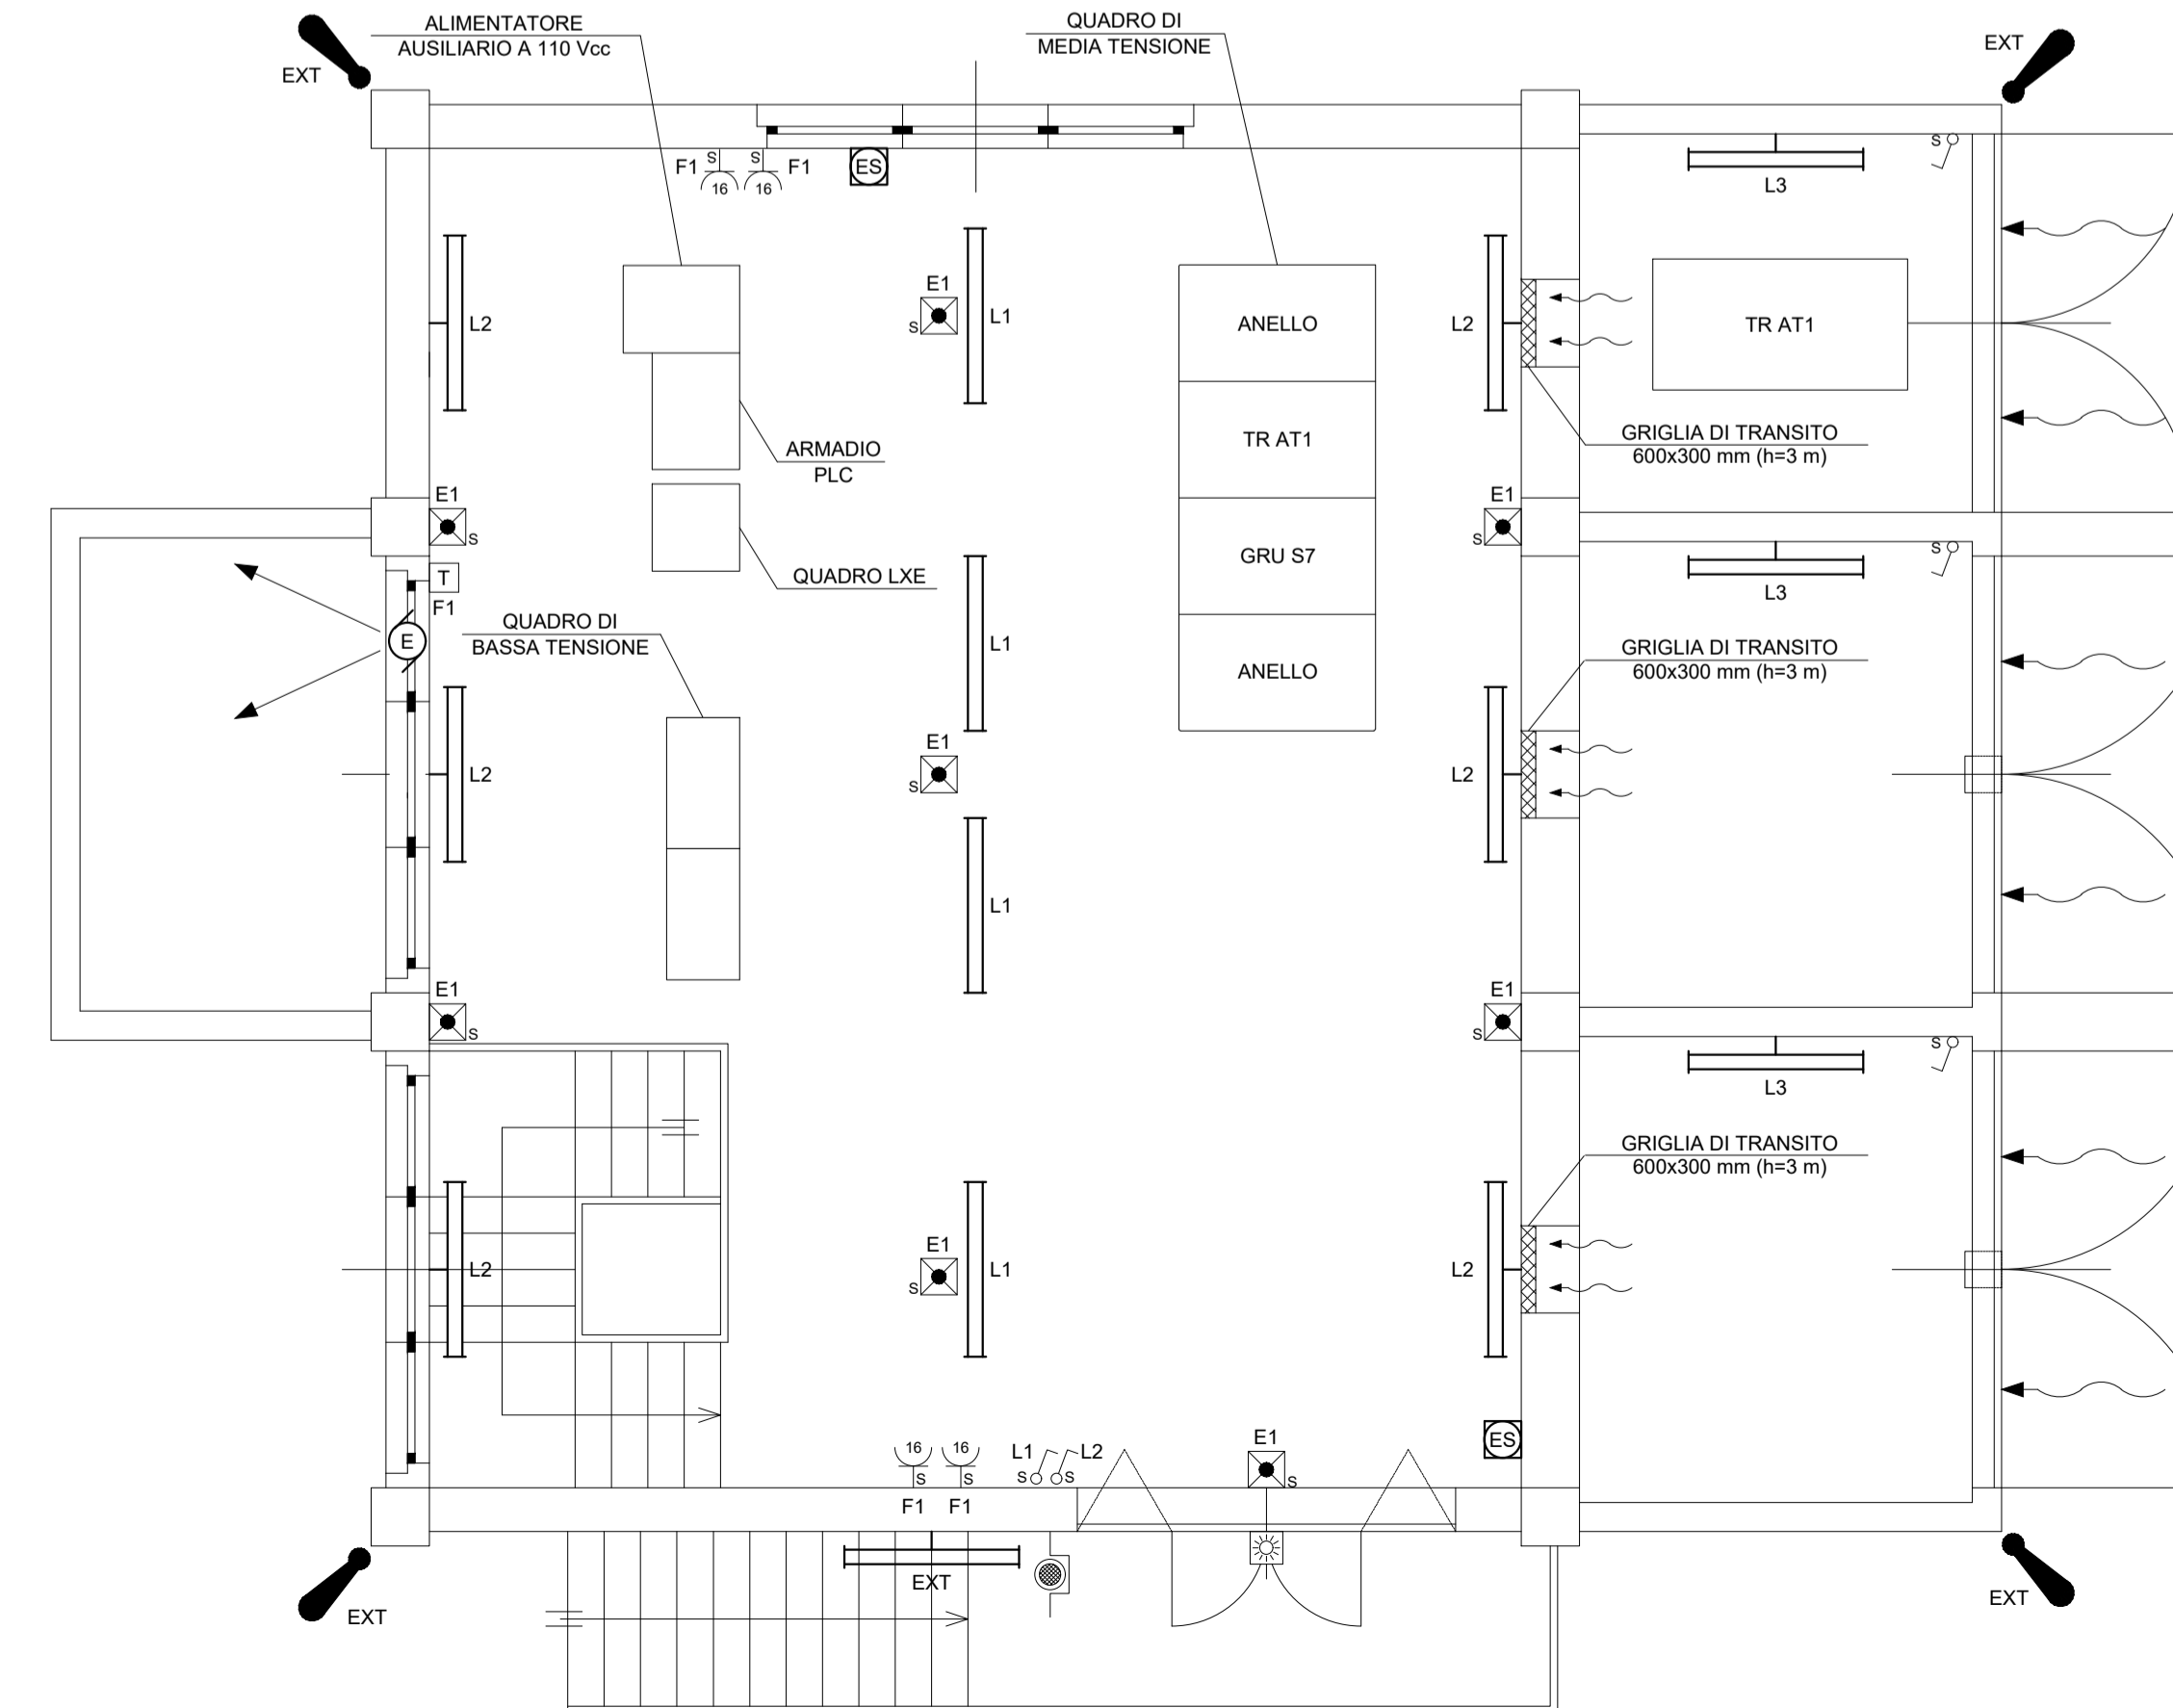 ALIMENTATORE
AUSILIARIO A 110 Vcc
QUADRO DI
MEDIA TENSIONE
EXT
EXT
F1
S
S
F1
16
16
ES
S
L3
L2
E1
S
L1
ANELLO
L2
TR AT1
TR AT1
GRIGLIA DI TRANSITO
600x300 mm (h=3 m)
ARMADIO
PLC
E1
S
E1
S
GRU S7
S
L3
T
F1
QUADRO LXE
E
QUADRO DI
BASSA TENSIONE
L1
ANELLO
GRIGLIA DI TRANSITO
600x300 mm (h=3 m)
L2
E1
S
L2
L1
E1
S
E1
S
S
L3
GRIGLIA DI TRANSITO
600x300 mm (h=3 m)
L2
E1
S
L1
L2
16
16
S
S
F1
F1
L1
L2
S
S
E1
S
ES
EXT
EXT
EXT